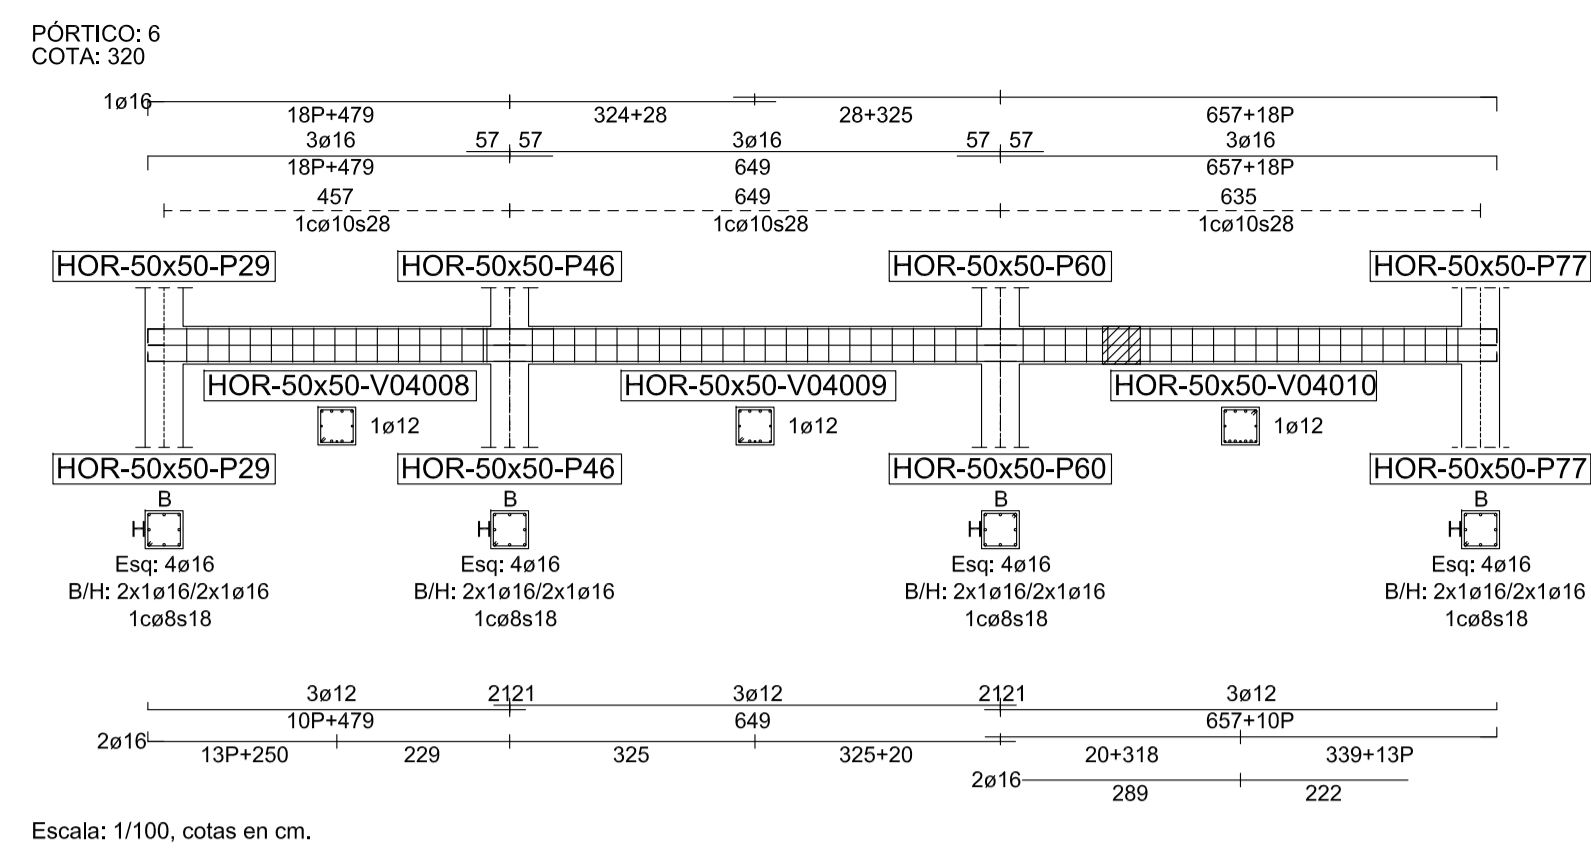 PÓRTICO: 6
COTA: 320
1ø16
18P+479 324+28 28+325 657+18P
3ø16 57 57 3ø16 57 57 3ø16
18P+479 649 657+18P
457 649 635
1cø10s28 1cø10s28 1cø10s28
HOR-50x50-P29 HOR-50x50-P46 HOR-50x50-P60 HOR-50x50-P77
HOR-50x50-V04008 HOR-50x50-V04009 HOR-50x50-V04010
1ø12 1ø12 1ø12
HOR-50x50-P29 HOR-50x50-P46 HOR-50x50-P60 HOR-50x50-P77
B B B B
H H H H
Esq: 4ø16 Esq: 4ø16 Esq: 4ø16 Esq: 4ø16
B/H: 2x1ø16/2x1ø16 B/H: 2x1ø16/2x1ø16 B/H: 2x1ø16/2x1ø16 B/H: 2x1ø16/2x1ø16
1cø8s18 1cø8s18 1cø8s18 1cø8s18
3ø12 2121 3ø12 2121 3ø12
10P+479 649 657+10P
2ø16
13P+250 229 325 325+20 20+318 339+13P
2ø16
289 222
Escala: 1/100, cotas en cm.